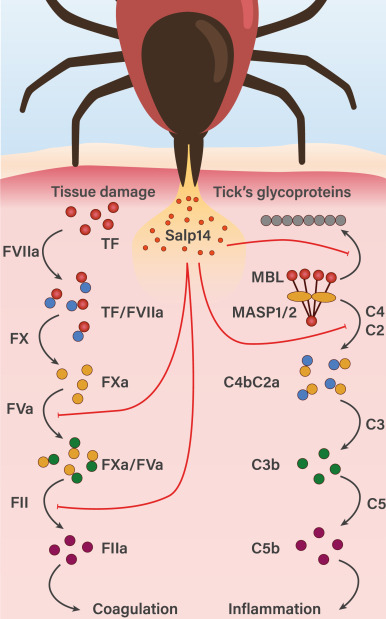 Tissue damage
Tick's glycoproteins
TF
Salp14
FVIIa
MBL
TF/FVIIa
MASP1/2
C4
C2
FX
FXa
C4bC2a
FVa
C3
FXa/FVa
C3b
FII
C5
FIIa
C5b
Coagulation
Inflammation